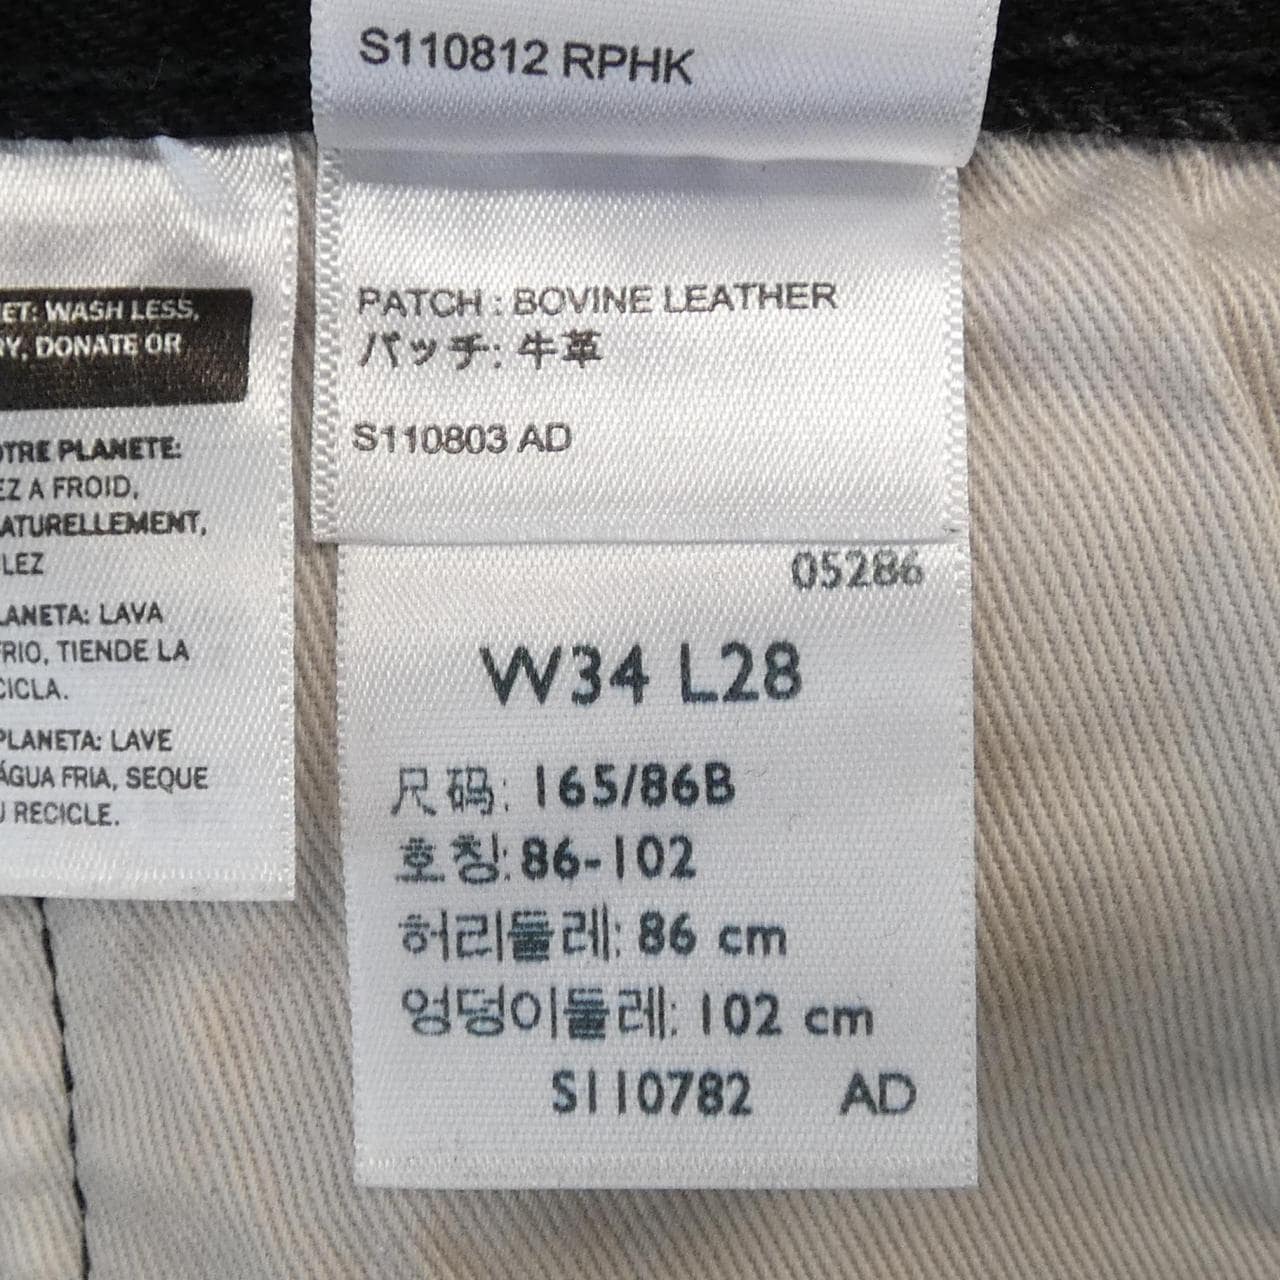 S110812 RPHK
ET: WASH LESS,
RY, DONATE OR
OTRE PLANETE:
EZ A FROID,
ATURELLEMENT,
LEZ
LANETA: LAVA
FRIO, TIENDE LA
CICLA.
PLANETA: LAVE
ÁGUA FRIA, SEQUE
U RECICLE.
PATCH : BOVINE LEATHER
パッチ: 牛革
S110803 AD
05286
W34 L28
尺码: 165/86B
호칭: 86-102
허리둘레: 86 cm
엉덩이둘레: 102 cm
S110782 AD